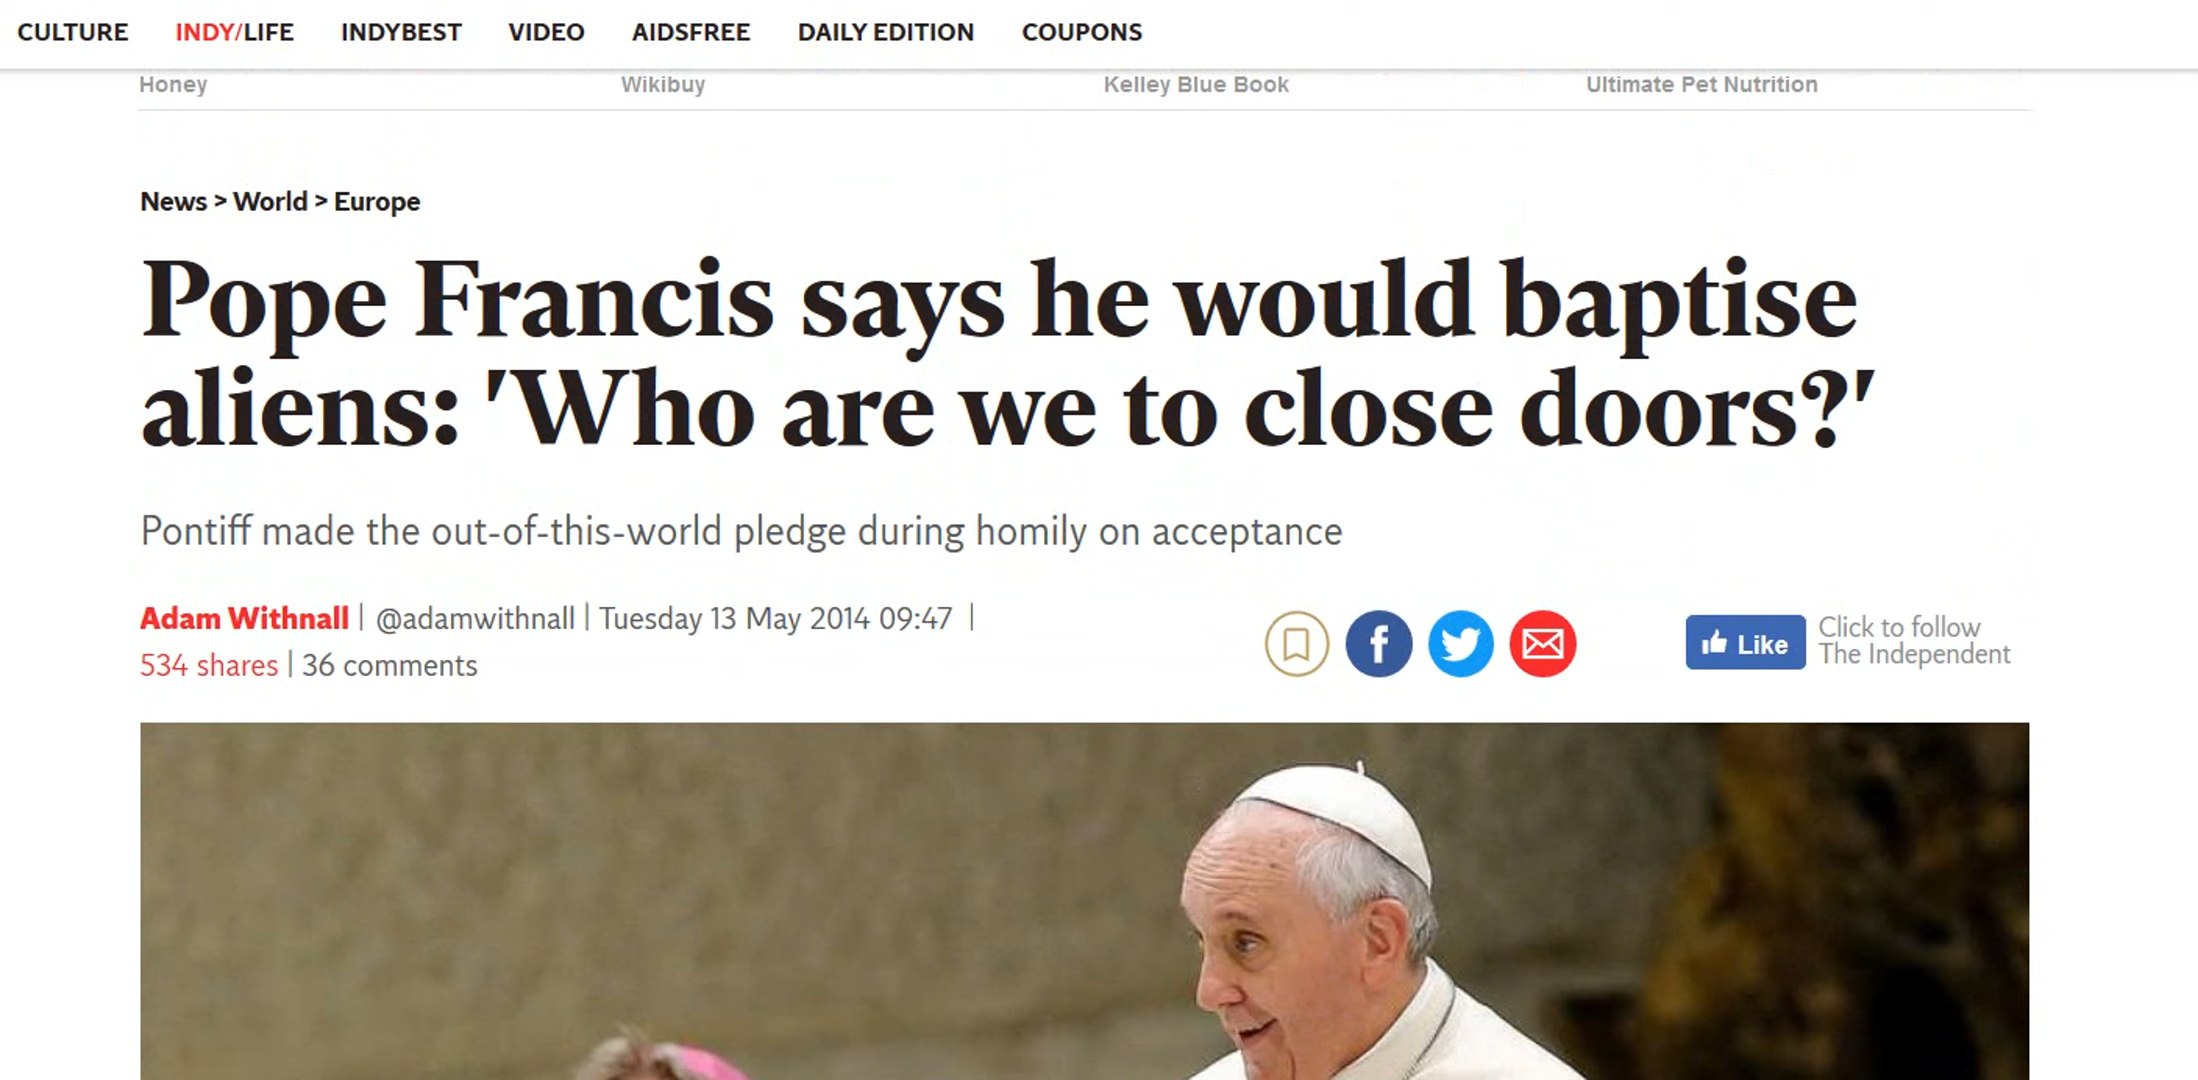 CULTURE INDY/LIFE INDYBEST VIDEO AIDSFREE DAILY EDITION COUPONS
Honey Wikibuy Kelley Blue Book Ultimate Pet Nutrition
News > World > Europe
Pope Francis says he would baptise
aliens: 'Who are we to close doors?'
Pontiff made the out-of-this-world pledge during homily on acceptance
Adam Withnall | @adamwithnall | Tuesday 13 May 2014 09:47 |
534 shares | 36 comments
f
Like
Click to follow
The Independent